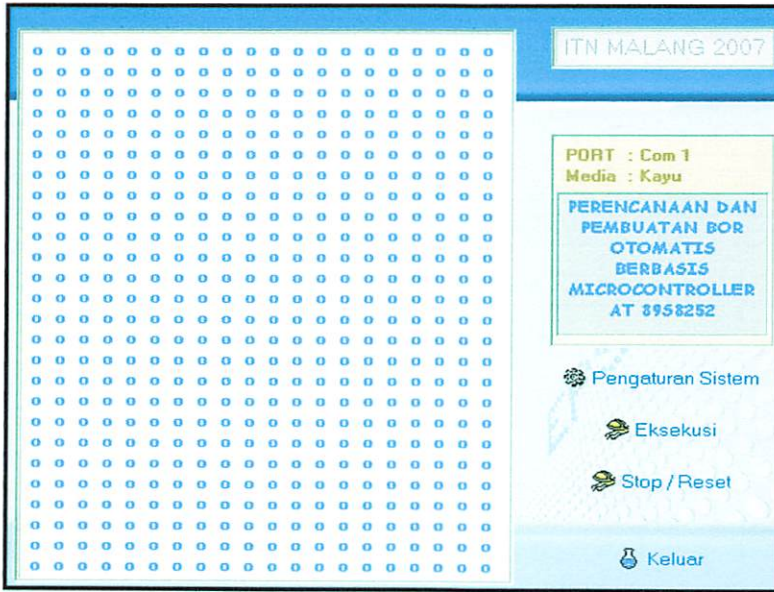 ITN MALANG 2007
PORT : Com 1
Media : Kayu
PERENCANAAN DAN
PEMBUATAN BOR
OTOMATIS
BERBASIS
MICROCONTROLLER
AT 8958252
Pengaturan Sistem
Eksekusi
Stop / Reset
Keluar